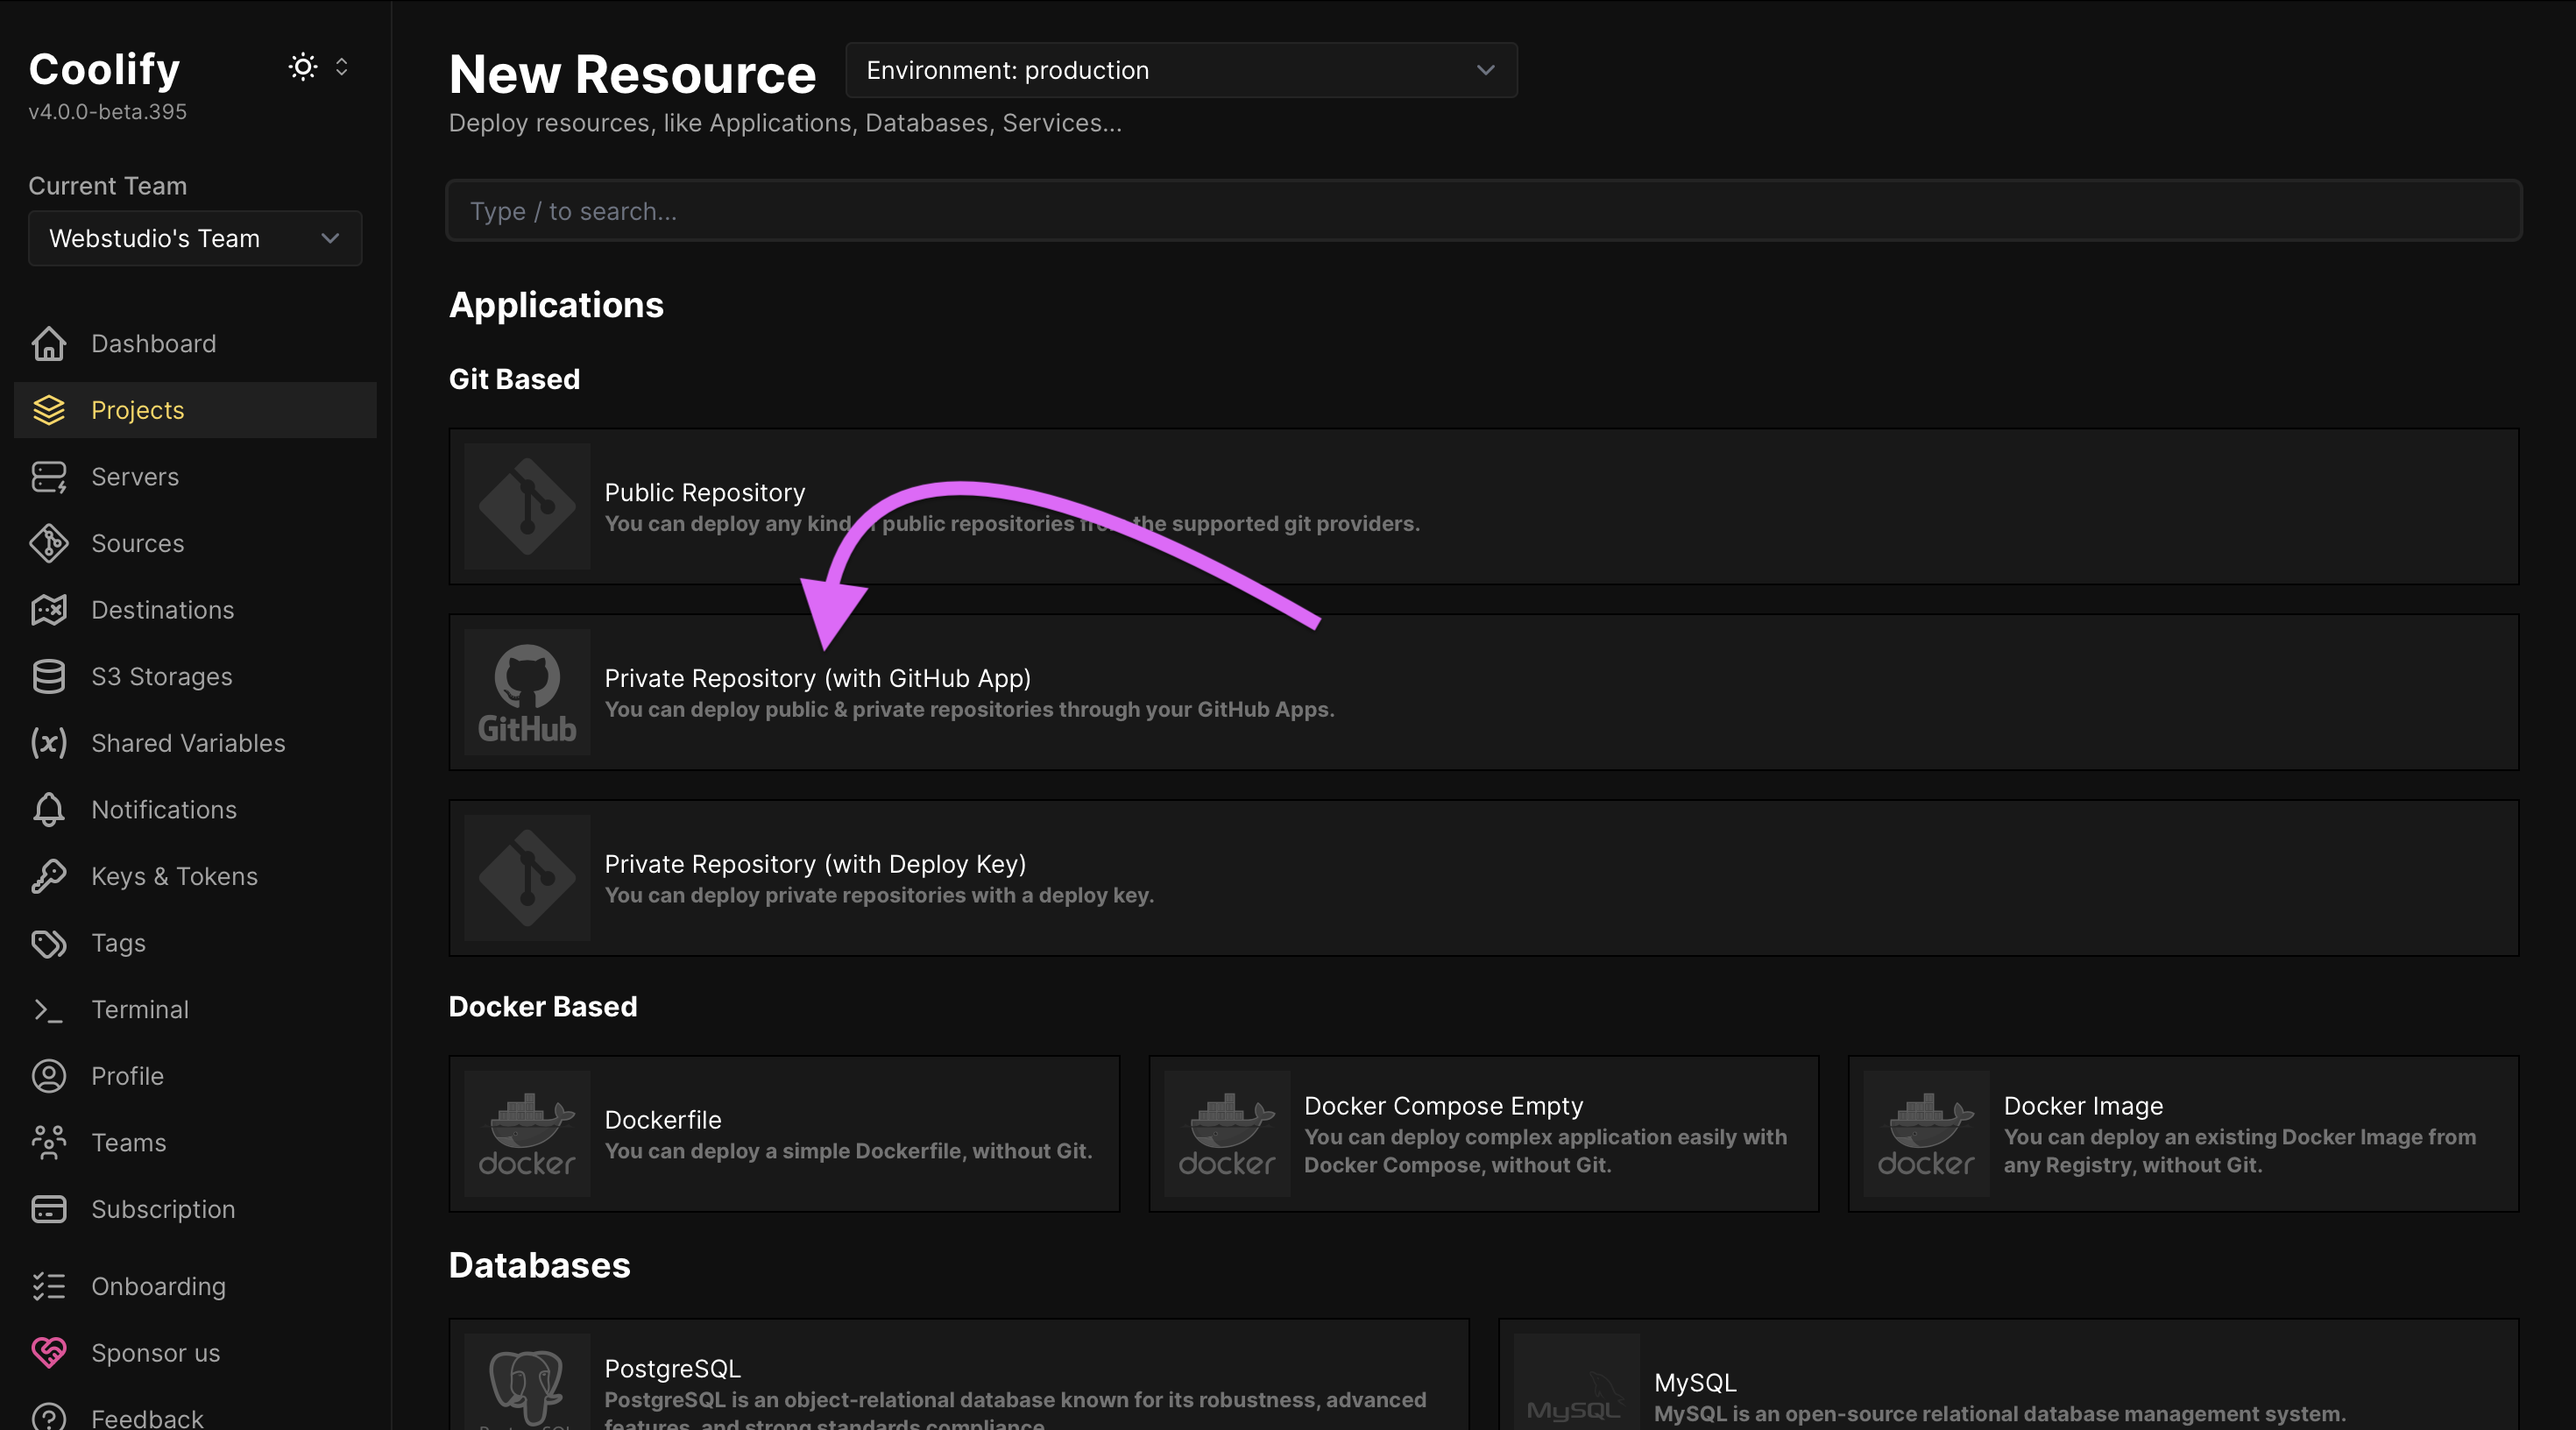 Coolify
v4.0.0-beta.395
Current Team
Webstudio's Team
Dashboard
Projects
Servers
Sources
Destinations
S3 Storages
Shared Variables
Notifications
Keys & Tokens
Tags
Terminal
Profile
Teams
Subscription
Onboarding
Sponsor us
Feedback
New Resource
Environment: production
Deploy resources, like Applications, Databases, Services...
Type / to search...
Applications
Git Based
Public Repository
You can deploy any kind public repositories the supported git providers.
GitHub
Private Repository (with GitHub App)
You can deploy public & private repositories through your GitHub Apps.
Private Repository (with Deploy Key)
You can deploy private repositories with a deploy key.
Docker Based
docker
Dockerfile
You can deploy a simple Dockerfile, without Git.
docker
Docker Compose Empty
You can deploy complex application easily with
Docker Compose, without Git.
docker
Docker Image
You can deploy an existing Docker Image from
any Registry, without Git.
Databases
PostgreSQL
PostgreSQL is an object-relational database known for its robustness, advanced
features, and strong standards compliance.
MySQL
MySQL
MySQL is an open-source relational database management system.